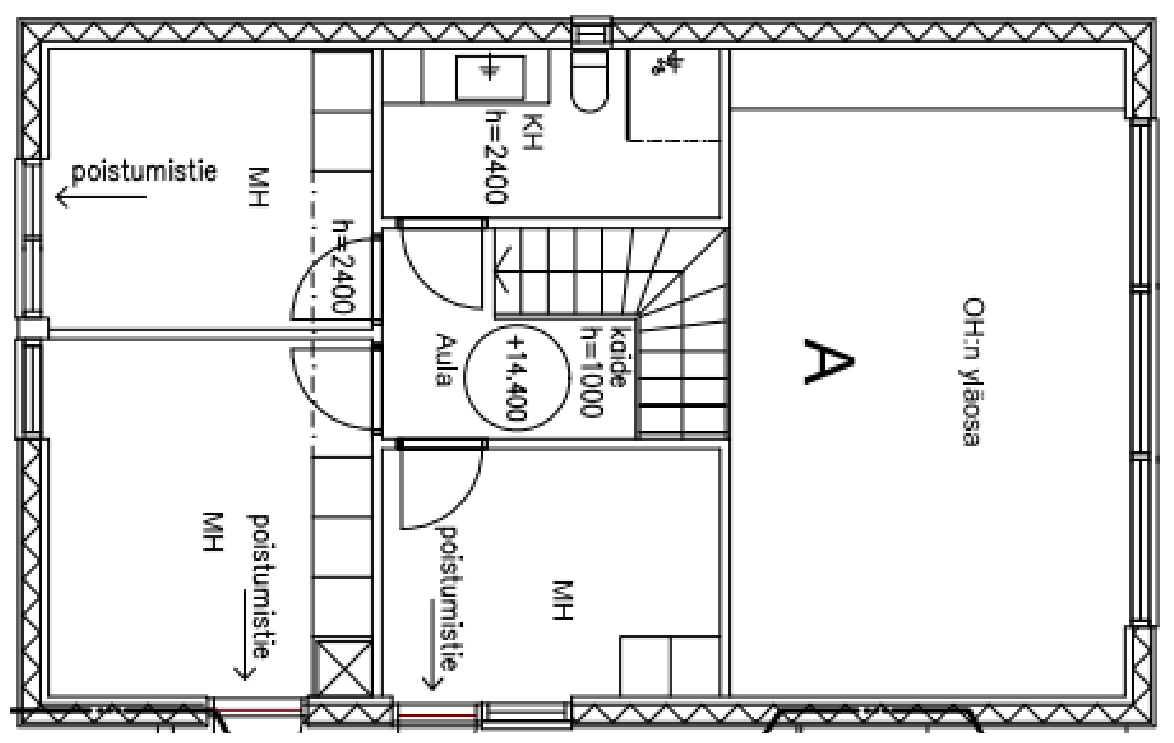 poistumistie
MH
h=2400
KH
h=2400
Aula
+14.400
kaide
h=1000
A
OH:n yläosa
MH
poistumistie
poistumistie
MH